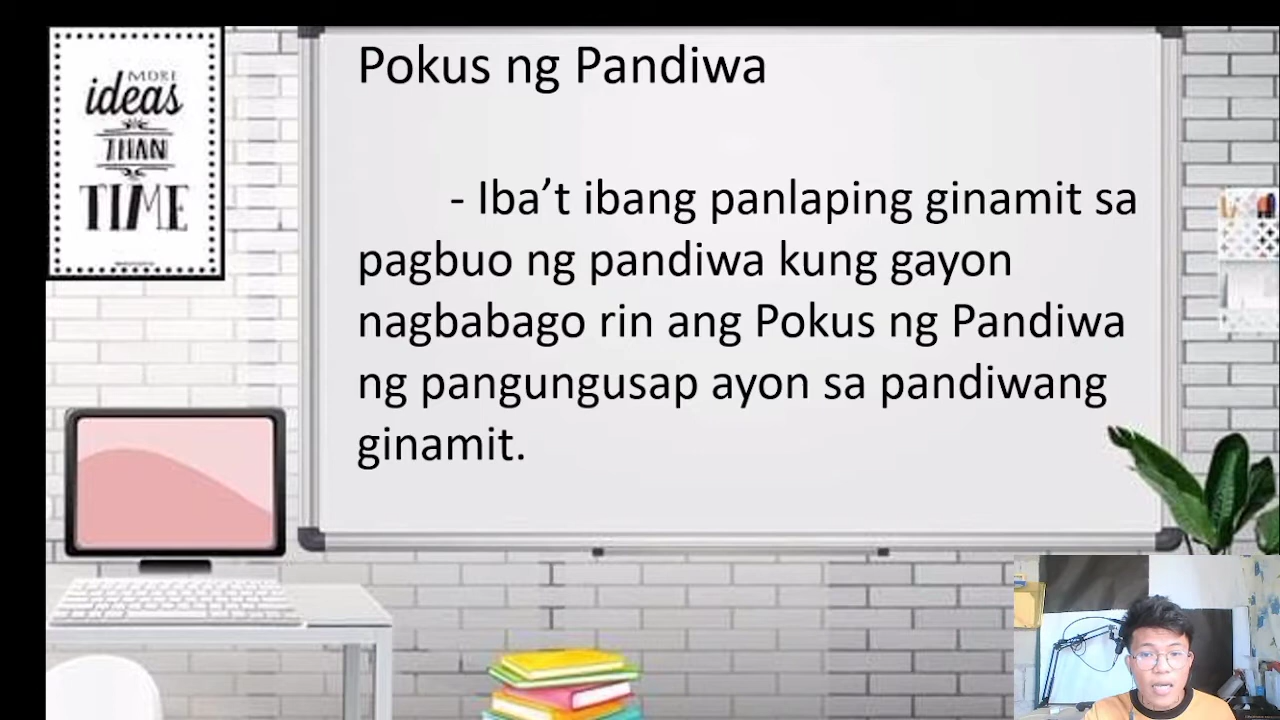 MORE
ideas
THAN
TIME
Pokus ng Pandiwa
- Iba’t ibang panlaping ginamit sa
pagbuo ng pandiwa kung gayon
nagbabago rin ang Pokus ng Pandiwa
ng pangungusap ayon sa pandiwang
ginamit.